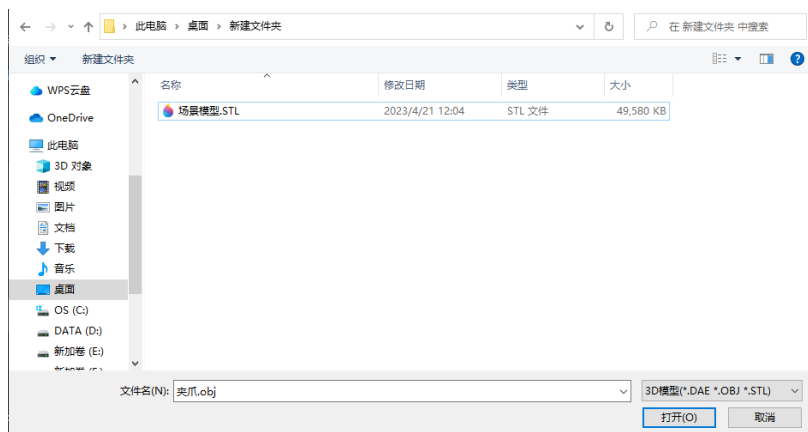 此电脑 › 桌面 › 新建文件夹
在 新建文件夹 中搜索
组织 新建文件夹
名称 修改日期 类型 大小
场景模型.STL 2023/4/21 12:04 STL 文件 49,580 KB
WPS云盘
OneDrive
此电脑
3D 对象
视频
图片
文档
下载
音乐
桌面
OS (C:)
DATA (D:)
新加卷 (E:)
文件名(N): 夹爪.obj
3D模型(*.DAE *.OBJ *.STL)
打开(O) 取消